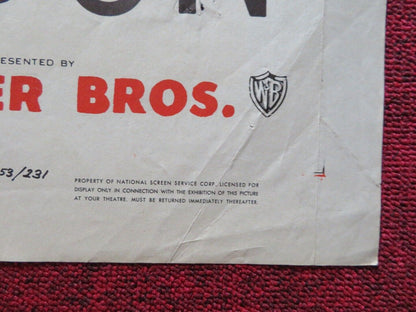 ESENTED BY
ER BROS.
WB
53/231
PROPERTY OF NATIONAL SCREEN SERVICE CORP. LICENSED FOR
DISPLAY ONLY IN CONNECTION WITH THE EXHIBITION OF THIS PICTURE
AT YOUR THEATRE. MUST BE RETURNED IMMEDIATELY THEREAFTER.